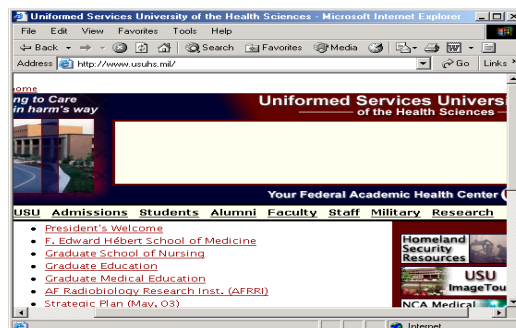 Uniformed Services University of the Health Sciences - Microsoft Internet Explorer
File Edit View Favorites Tools Help
Back Search Favorites Media
Address http://www.usuhs.mil/ Go Links »
ome
ng to Care
in harm's way
Uniformed Services Universi
of the Health Sciences
Your Federal Academic Health Center
USU Admissions Students Alumni Faculty Staff Military Research
President's Welcome
F. Edward Hébert School of Medicine
Graduate School of Nursing
Graduate Education
Graduate Medical Education
AF Radiobiology Research Inst. (AFRRI)
Strategic Plan (May, 03)
Homeland
Security
Resources
USU
ImageTou
NCA Medical
Internet